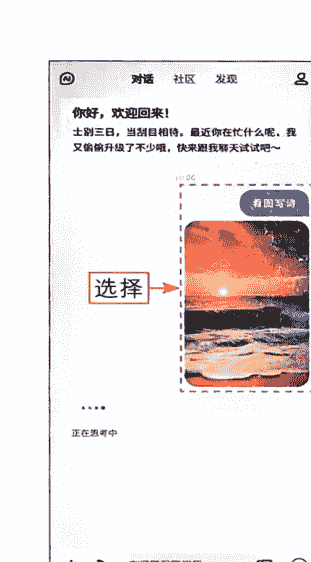 对话 社区 发现
你好，欢迎回来！
士别三日，当刮目相待。最近你在忙什么呢，我
又偷偷升级了不少哦，快来跟我聊天试试吧～
看图写诗
选择
正在思考中